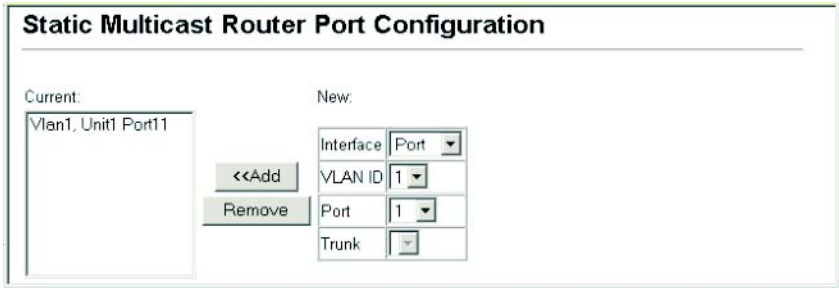 Static Multicast Router Port Configuration
Current:
New:
Vlan1, Unit1 Port11
Interface Port
<<Add
VLAN ID 1
Remove
Port 1
Trunk